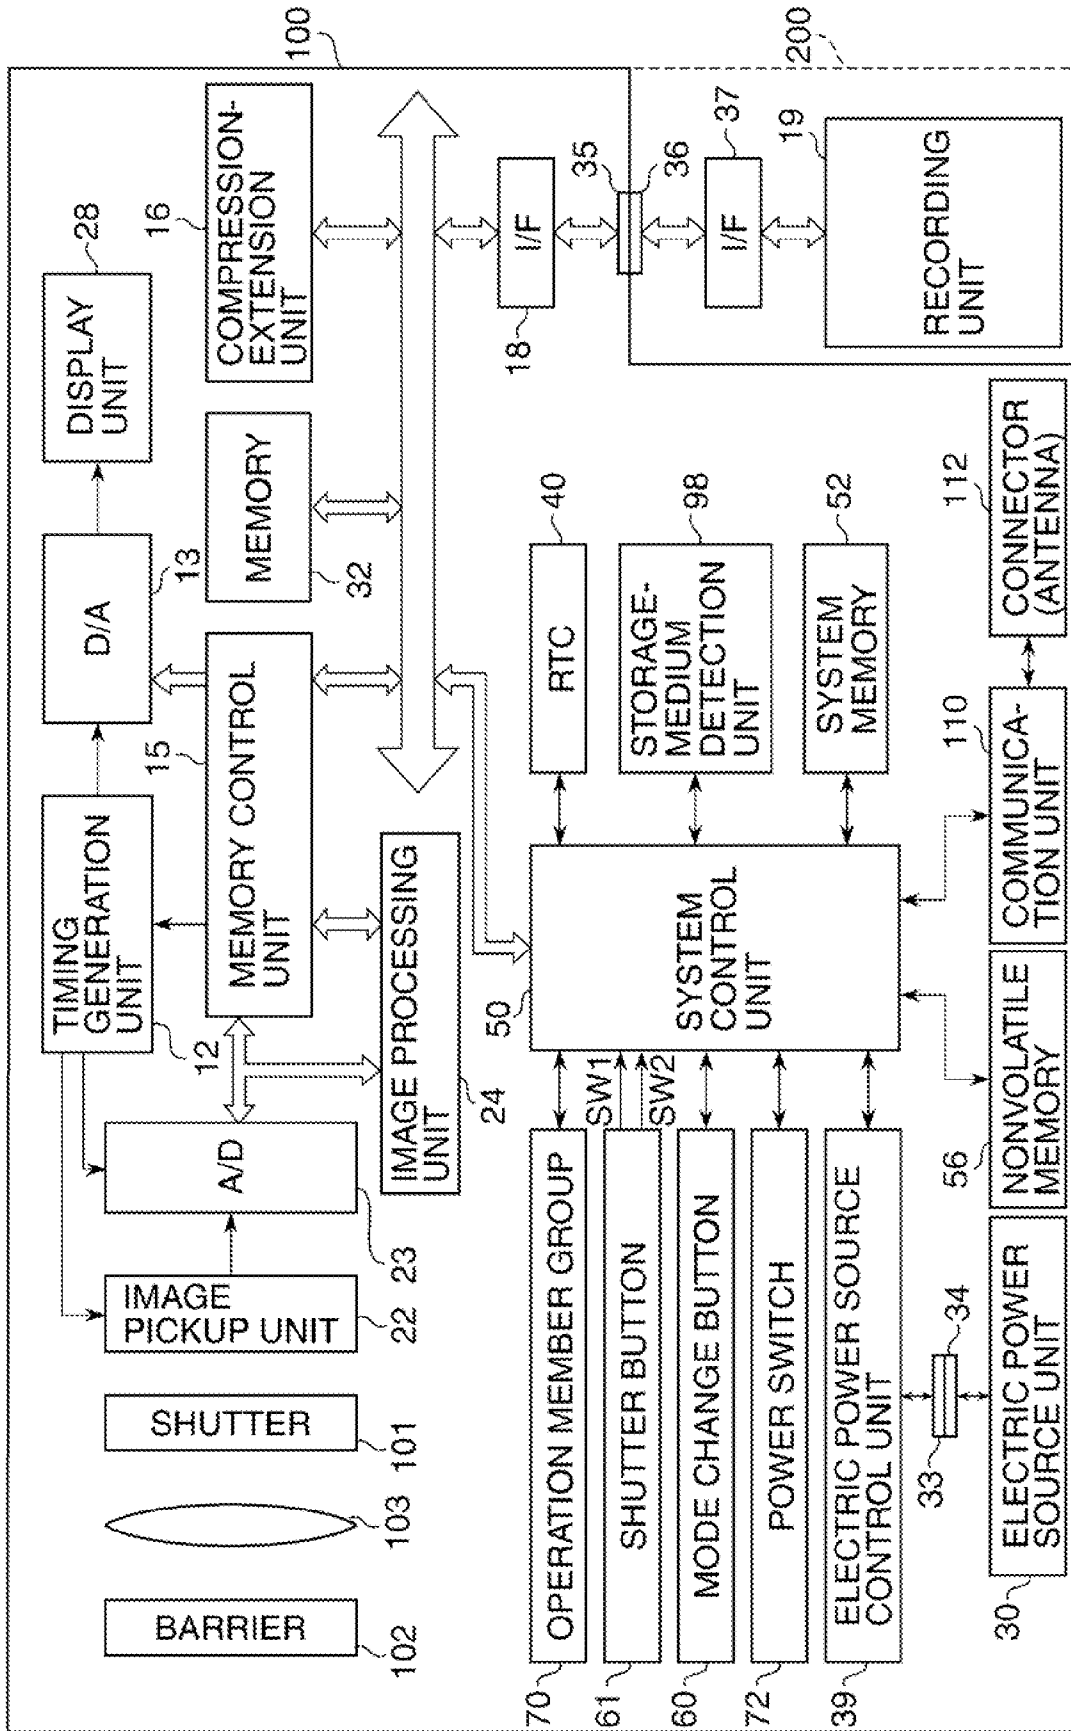 100
BARRIER
102
103
SHUTTER
101
IMAGE
PICKUP UNIT
22
A/D
23
TIMING
GENERATION
UNIT
12
D/A
13
DISPLAY
UNIT
28
15
MEMORY CONTROL
UNIT
MEMORY
32
16
COMPRESSION-
EXTENSION
UNIT
IMAGE PROCESSING
UNIT
24
I/F
18
35
36
I/F
37
19
RECORDING
UNIT
200
70
OPERATION MEMBER GROUP
61
SHUTTER BUTTON
SW1
SW2
60
MODE CHANGE BUTTON
72
POWER SWITCH
39
ELECTRIC POWER SOURCE
CONTROL UNIT
50
SYSTEM
CONTROL
UNIT
RTC
40
STORAGE-
MEDIUM
DETECTION
UNIT
98
SYSTEM
MEMORY
52
33
34
30
ELECTRIC POWER
SOURCE UNIT
56
NONVOLATILE
MEMORY
110
COMMUNICA-
TION UNIT
112
CONNECTOR
(ANTENNA)